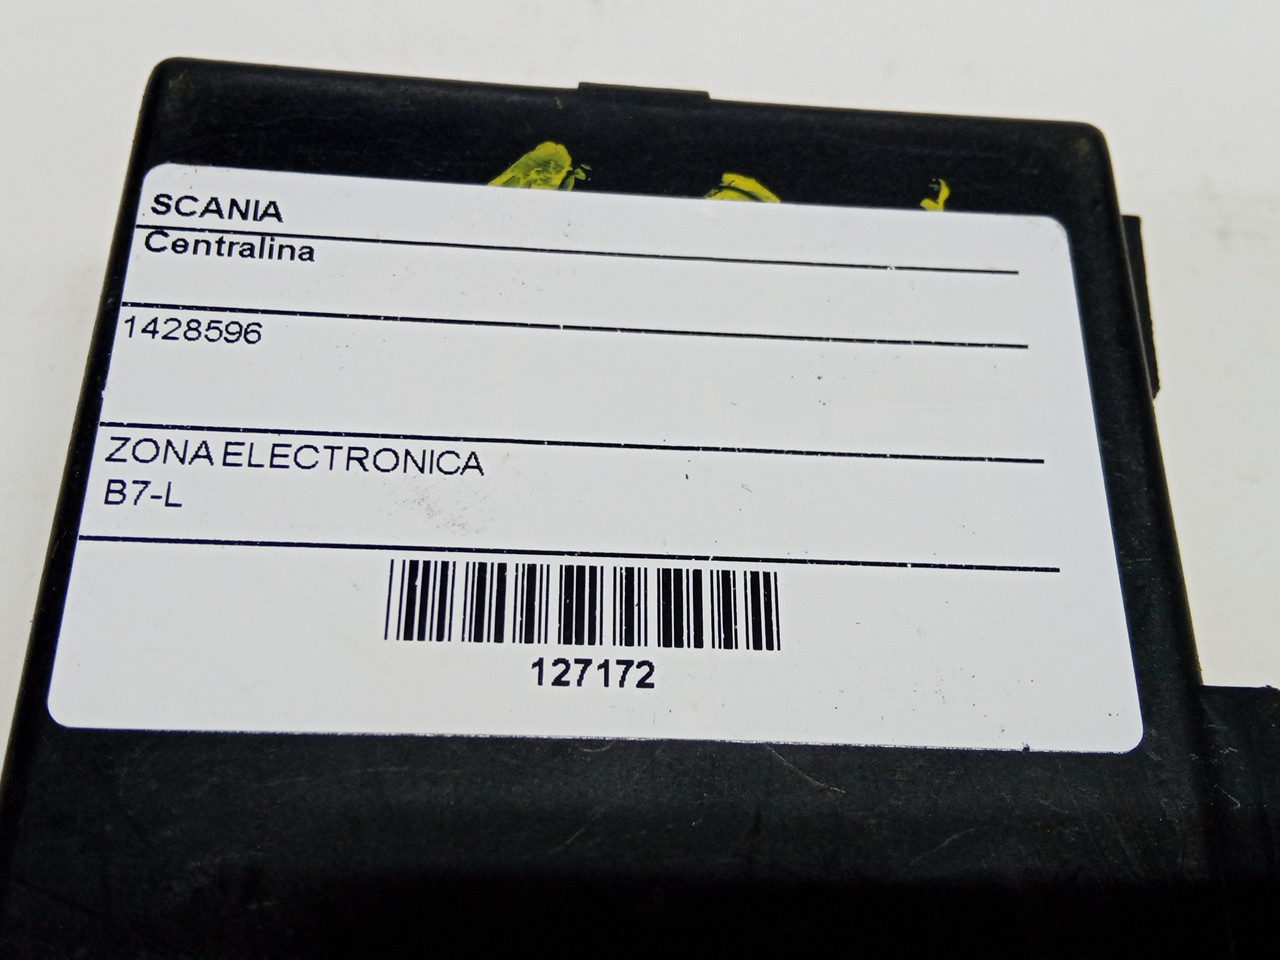 SCANIA
Centralina
1428596
ZONA ELECTRONICA
B7-L
127172